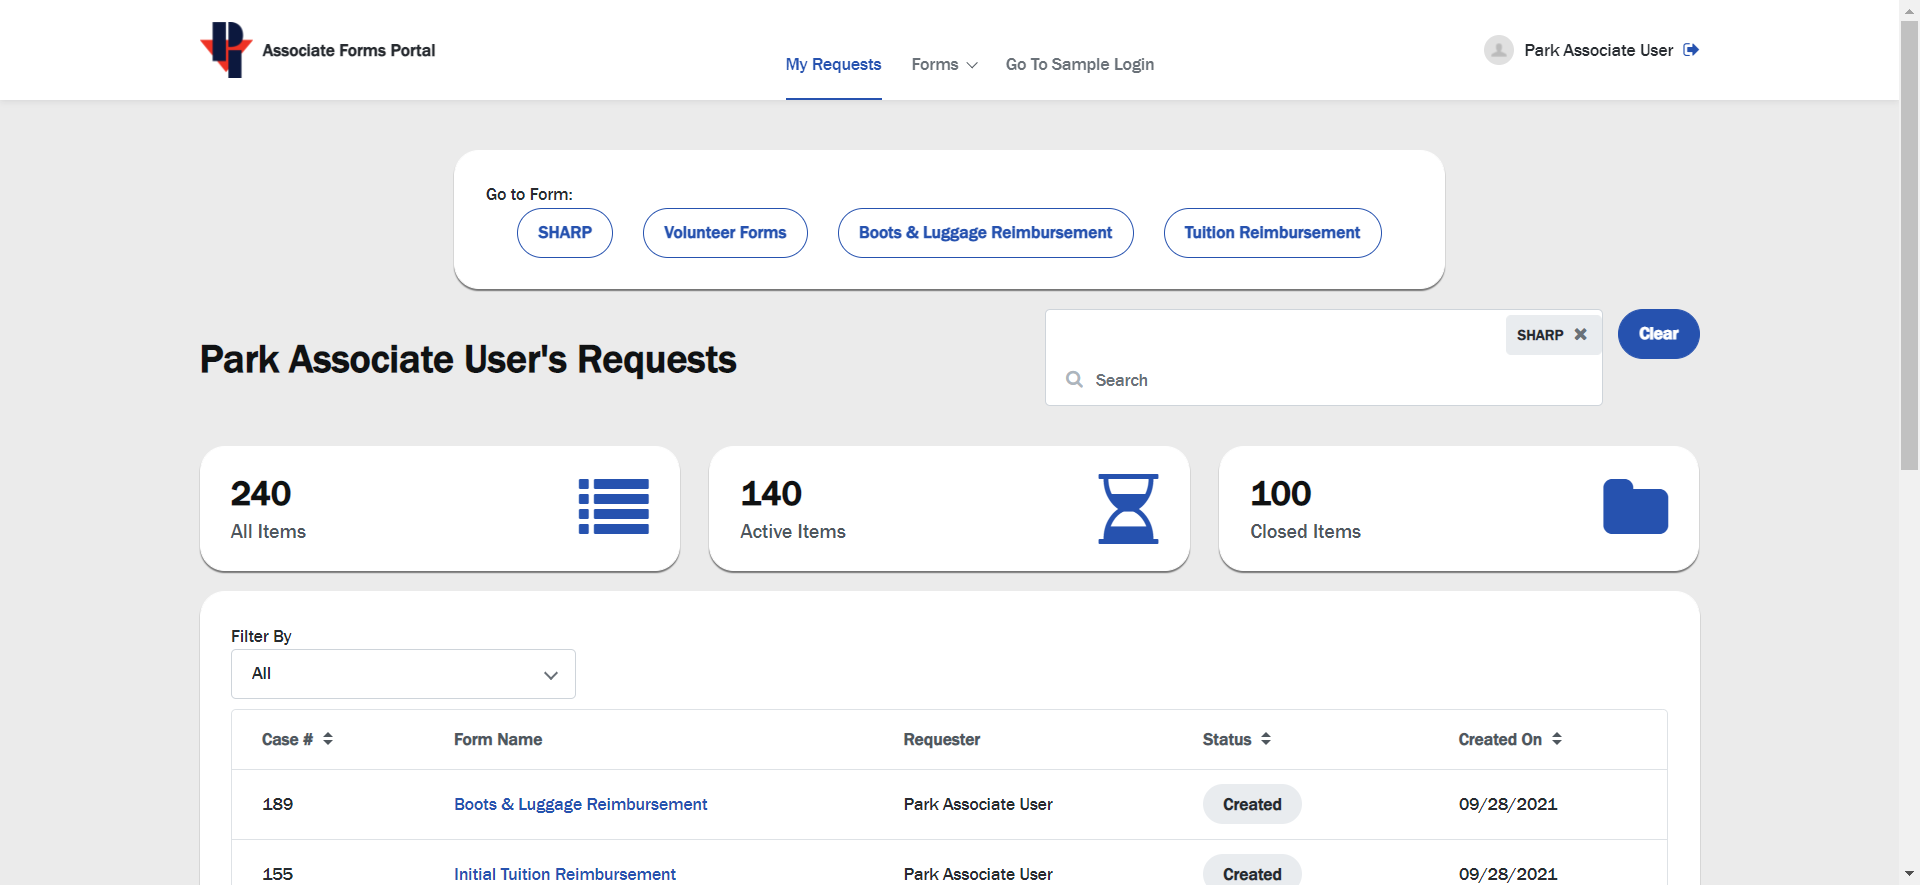 Associate Forms Portal
My Requests
Forms
Go To Sample Login
Park Associate User
Go to Form:
SHARP
Volunteer Forms
Boots & Luggage Reimbursement
Tuition Reimbursement
Park Associate User's Requests
SHARP
Search
Clear
240
All Items
140
Active Items
100
Closed Items
Filter By
All
Case # Form Name Requester Status Created On
189 Boots & Luggage Reimbursement Park Associate User Created 09/28/2021
155 Initial Tuition Reimbursement Park Associate User Created 09/28/2021